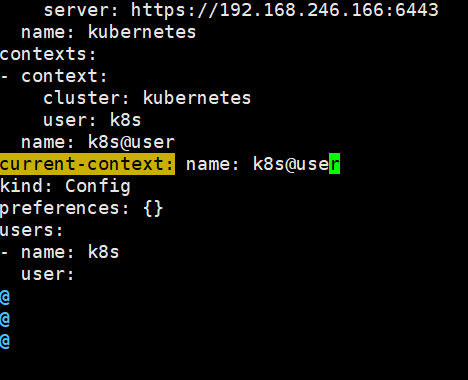 server: https://192.168.246.166:6443
  name: kubernetes
contexts:
- context:
    cluster: kubernetes
    user: k8s
  name: k8s@user
current-context: name: k8s@user
kind: Config
preferences: {}
users:
- name: k8s
  user:
@
@
@